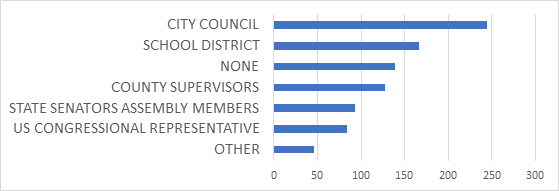 CITY COUNCIL
SCHOOL DISTRICT
NONE
COUNTY SUPERVISORS
STATE SENATORS ASSEMBLY MEMBERS
US CONGRESSIONAL REPRESENTATIVE
OTHER
0 50 100 150 200 250 300